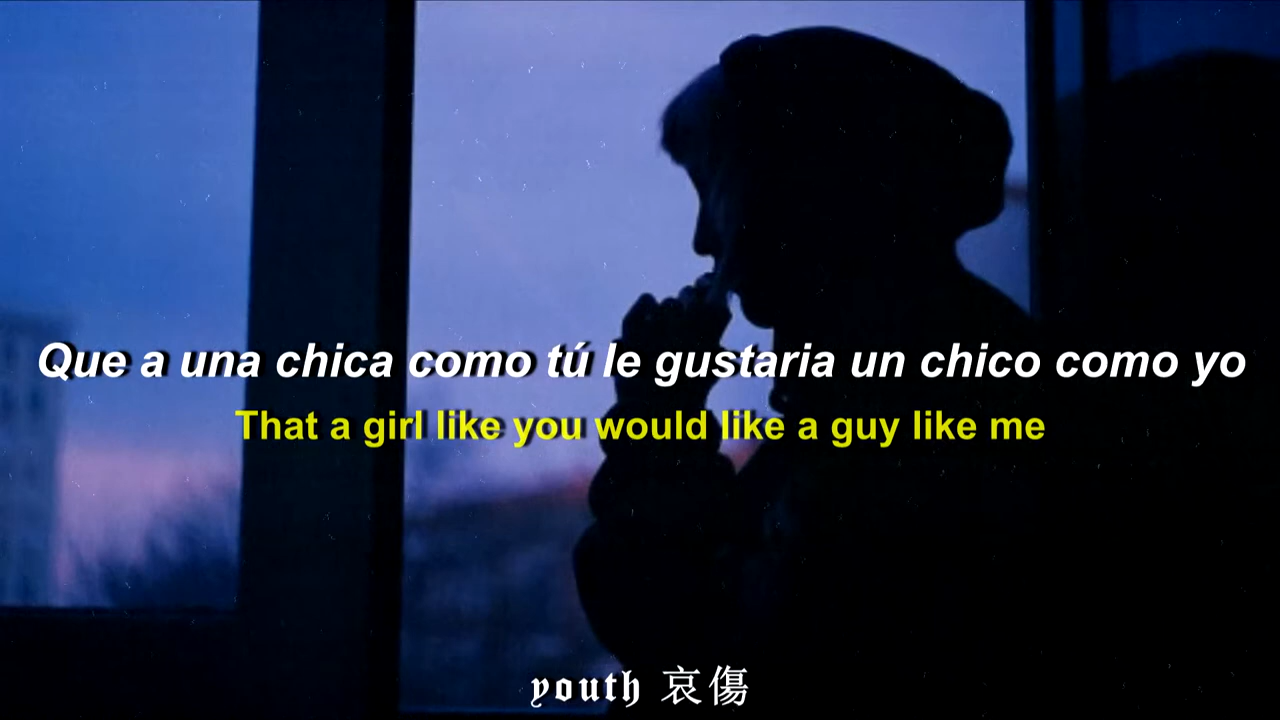 Que a una chica como tú le gustaria un chico como yo
That a girl like you would like a guy like me
youth 哀傷